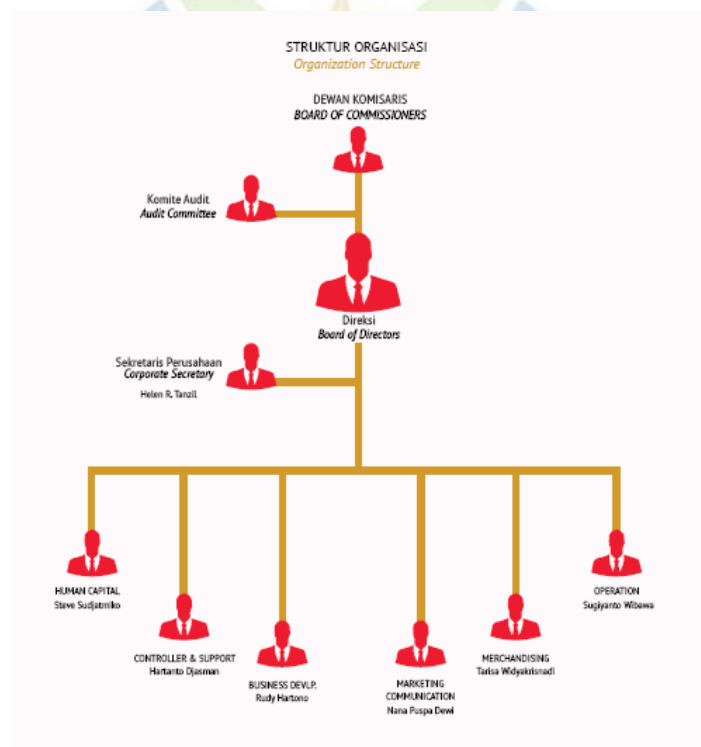 STRUKTUR ORGANISASI
Organization Structure
DEWAN KOMISARIS
BOARD OF COMMISSIONERS
Komite Audit
Audit Committee
Direksi
Board of Directors
Sekretaris Perusahaan
Corporate Secretary
Helen R. Tanzil
HUMAN CAPITAL
Steve Sudjatmiko
CONTROLLER & SUPPORT
Hartanto Djasman
BUSINESS DEVLP.
Rudy Hartono
MARKETING
COMMUNICATION
Nana Puspa Dewi
MERCHANDISING
Tarisa Widyakrisnadi
OPERATION
Sugiyanto Wibawa